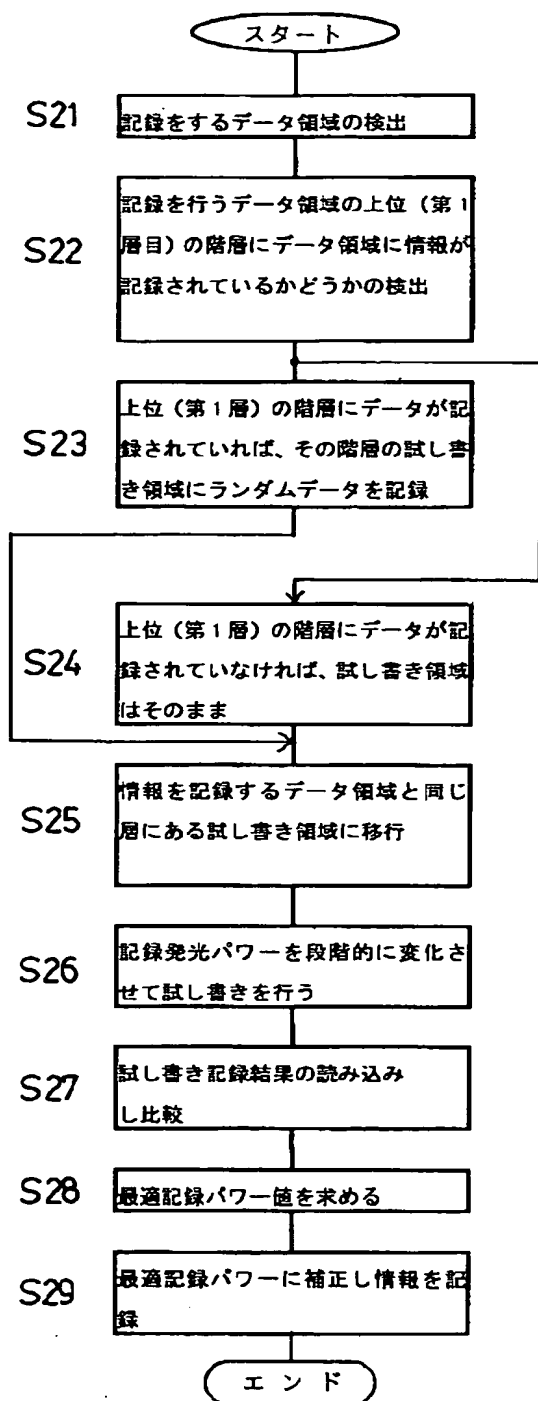 スタート
S21
記録をするデータ領域の検出
S22
記録を行うデータ領域の上位（第1
層目）の階層にデータ領域に情報が
記録されているかどうかの検出
S23
上位（第1層）の階層にデータが記
録されていれば、その階層の試し書
き領域にランダムデータを記録
S24
上位（第1層）の階層にデータが記
録されていなければ、試し書き領域
はそのまま
S25
情報を記録するデータ領域と同じ
層にある試し書き領域に移行
S26
記録発光パワーを段階的に変化さ
せて試し書きを行う
S27
試し書き記録結果の読み込み
し比較
S28
最適記録パワー値を求める
S29
最適記録パワーに補正し情報を記
録
エンド